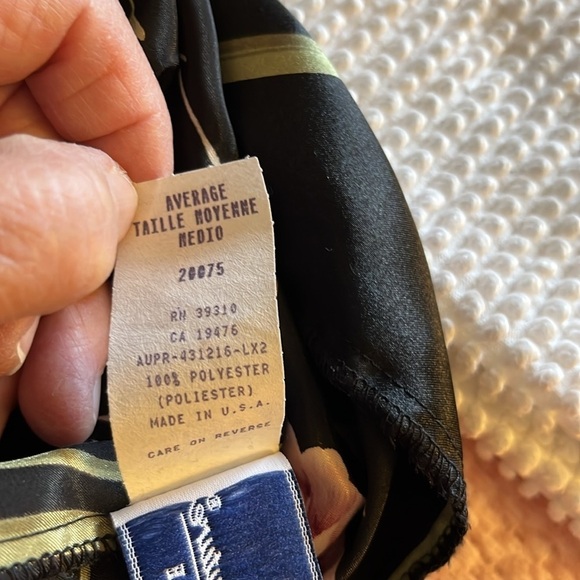 AVERAGE
TAILLE MOYENNE
MEDIO
20075
RN 39310
CA 19476
AUPR-431216-LX2
100% POLYESTER
(POLIESTER)
MADE IN U.S.A.
CARE ON REVERSE